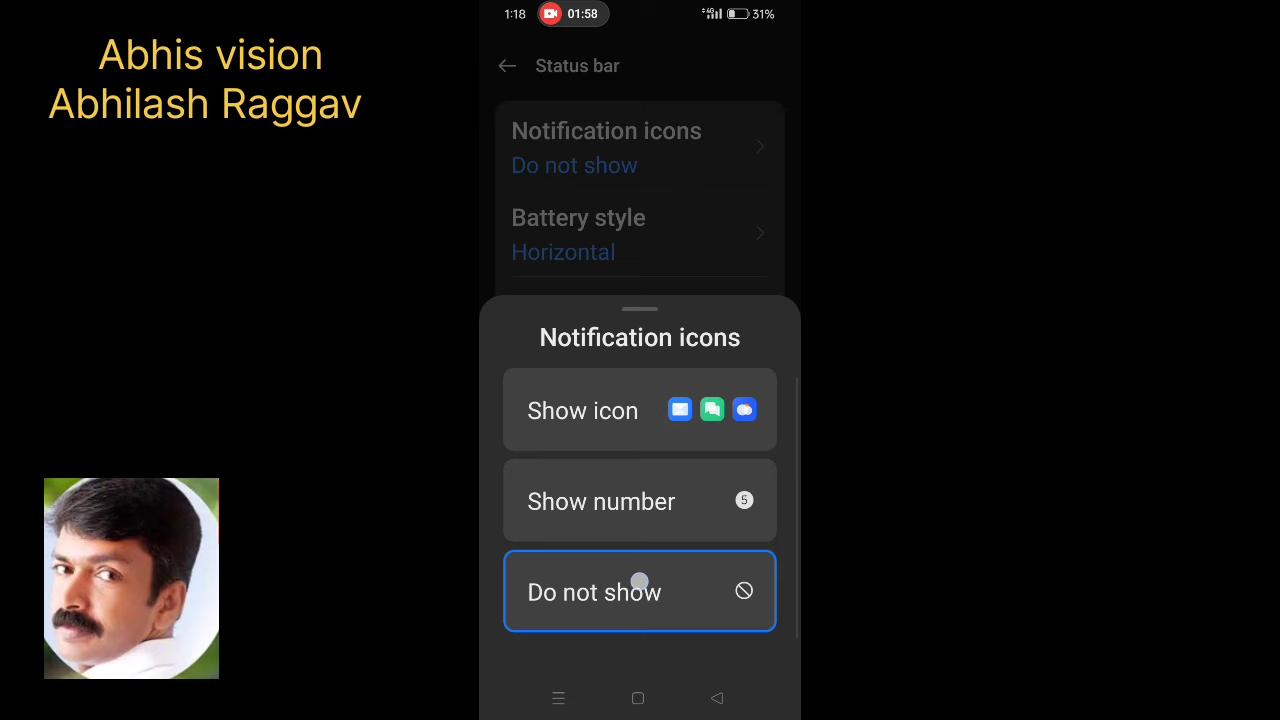 Abhis vision
Abhilash Raggav
1:18
01:58
4G
31%
Status bar
Notification icons
Do not show
Battery style
Horizontal
Notification icons
Show icon
Show number
5
Do not show